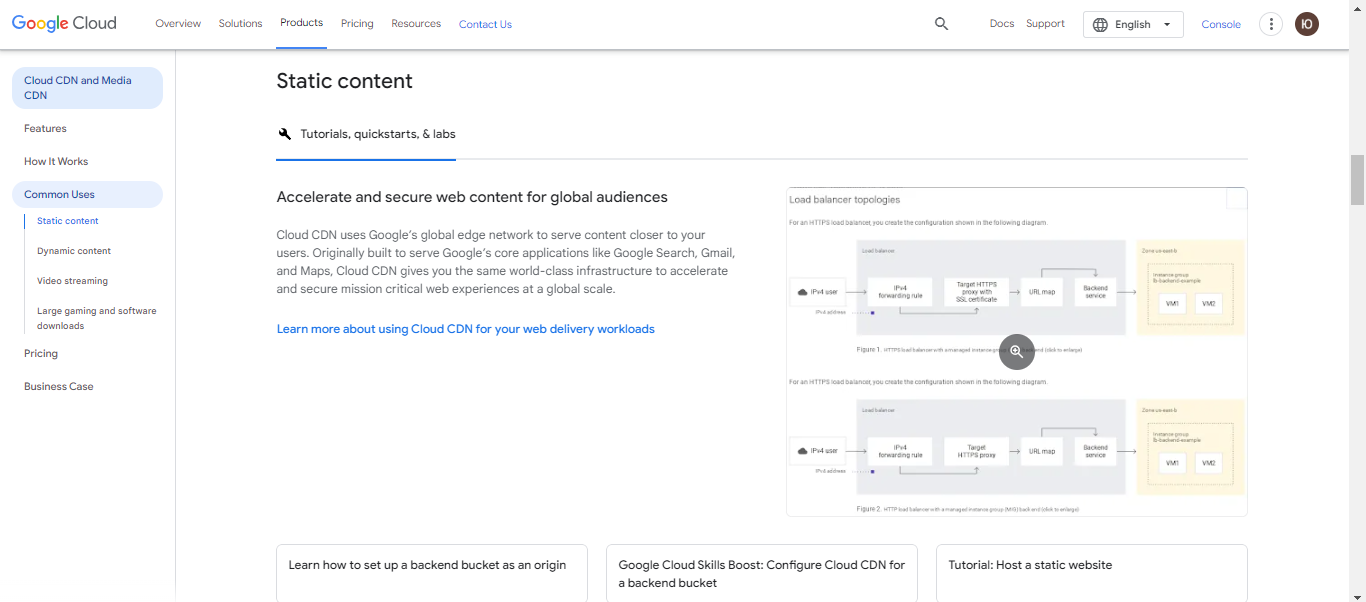 Google Cloud
Overview
Solutions
Products
Pricing
Resources
Contact Us
Docs
Support
English
Console
Ю
Cloud CDN and Media
CDN
Features
How It Works
Common Uses
Static content
Dynamic content
Video streaming
Large gaming and software
downloads
Pricing
Business Case
Static content
Tutorials, quickstarts, & labs
Accelerate and secure web content for global audiences
Cloud CDN uses Google's global edge network to serve content closer to your
users. Originally built to serve Google's core applications like Google Search, Gmail,
and Maps, Cloud CDN gives you the same world-class infrastructure to accelerate
and secure mission critical web experiences at a global scale.
Learn more about using Cloud CDN for your web delivery workloads
Load balancer topologies
For an HTTPS load balancer, you create the configuration shown in the following diagram.
Load balancer
Zone us-east-b
Instance group
lb-backend-example
IPv4 user
IPv4
forwarding rule
Target HTTPS
proxy with
SSL certificate
URL map
Backend
service
VM1
VM2
IPv4 address
Figure 1. HTTPS load balancer with a managed instance group end (click to enlarge)
For an HTTPS load balancer, you create the configuration shown in the following diagram.
Load balancer
Zone us-east-b
Instance group
lb-backend-example
IPv4 user
IPv4
forwarding rule
Target
HTTPS proxy
URL map
Backend
service
VM1
VM2
IPv4 address
Figure 2. HTTP load balancer with a managed instance group (MIG) backend (click to enlarge)
Learn how to set up a backend bucket as an origin
Google Cloud Skills Boost: Configure Cloud CDN for
a backend bucket
Tutorial: Host a static website